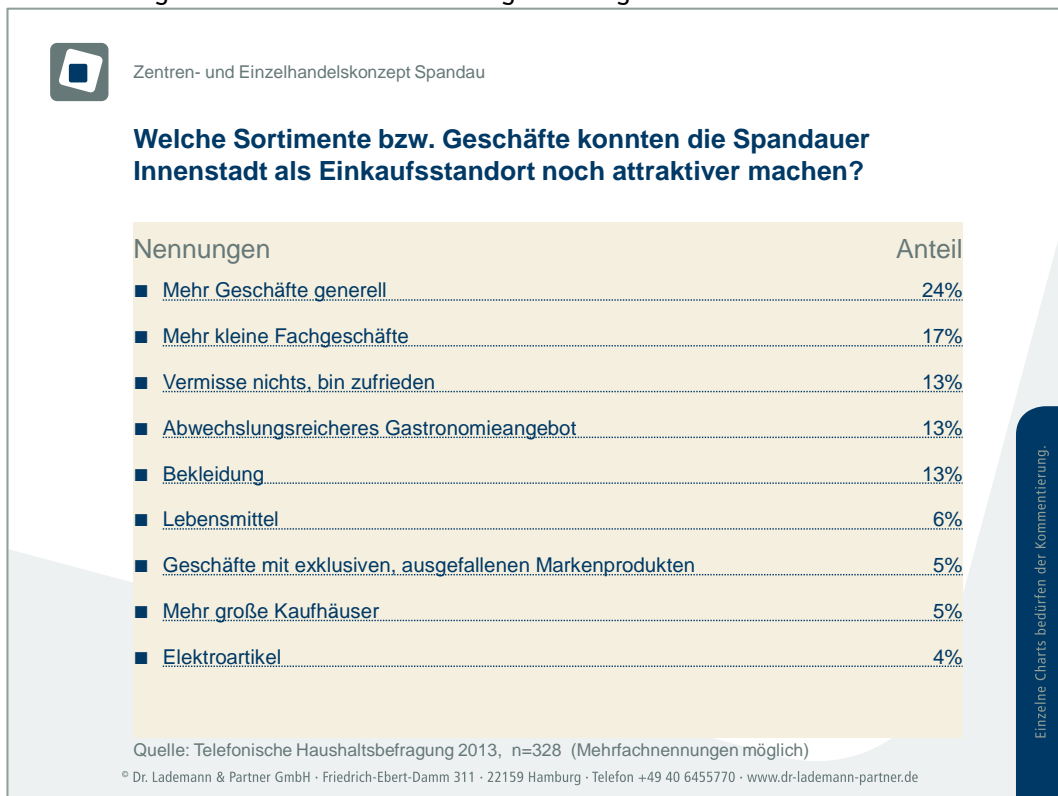 Zentren- und Einzelhandelskonzept Spandau
Welche Sortimente bzw. Geschäfte konnten die Spandauer
Innenstadt als Einkaufsstandort noch attraktiver machen?
Nennungen Anteil
■ Mehr Geschäfte generell 24%
■ Mehr kleine Fachgeschäfte 17%
■ Vermisse nichts, bin zufrieden 13%
■ Abwechslungsreicheres Gastronomieangebot 13%
■ Bekleidung 13%
■ Lebensmittel 6%
■ Geschäfte mit exklusiven, ausgefallenen Markenprodukten 5%
■ Mehr große Kaufhäuser 5%
■ Elektroartikel 4%
Quelle: Telefonische Haushaltsbefragung 2013, n=328 (Mehrfachnennungen möglich)
© Dr. Lademann & Partner GmbH · Friedrich-Ebert-Damm 311 · 22159 Hamburg · Telefon +49 40 6455770 · www.dr-lademann-partner.de
Einzelne Charts bedürfen der Kommentierung.